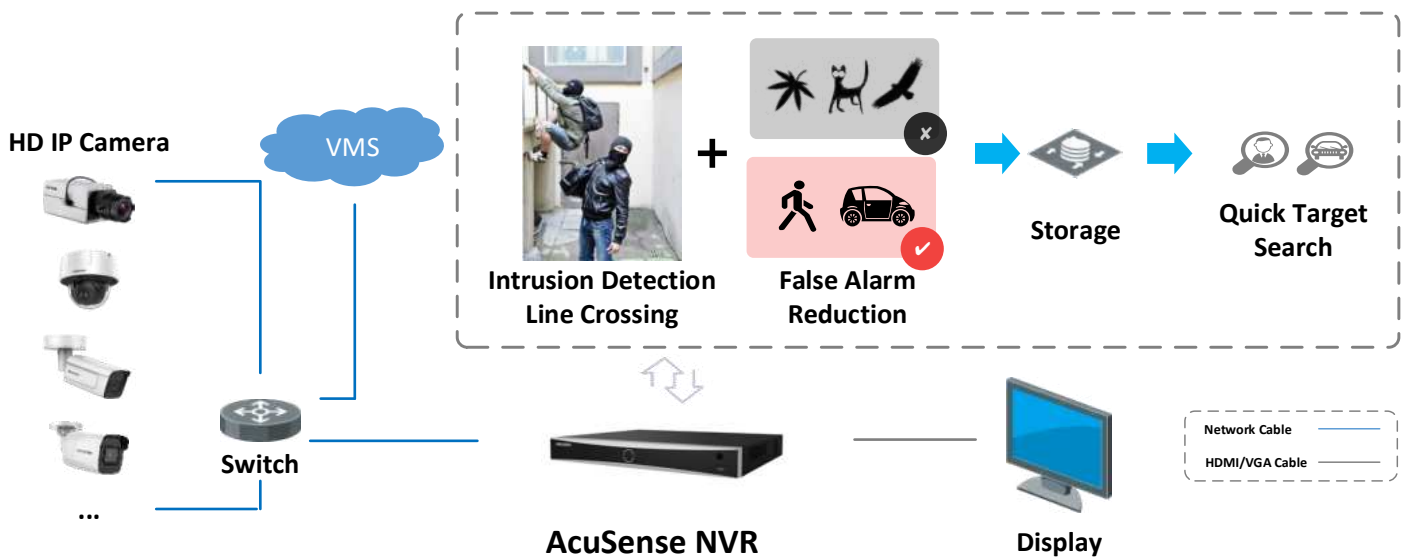 HD IP Camera
VMS
Intrusion Detection
Line Crossing
+
False Alarm
Reduction
Storage
Quick Target
Search
Switch
...
AcuSense NVR
Display
Network Cable
HDMI/VGA Cable